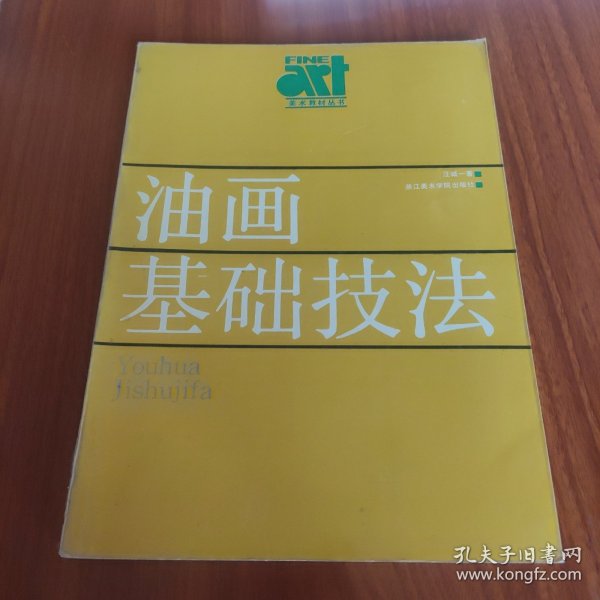 FINE
art
美术教材丛书
汪诚一著
浙江美术学院出版社
油画
基础技法
Youhua
Jishujifa
孔夫子旧书网
www.kongfz.com